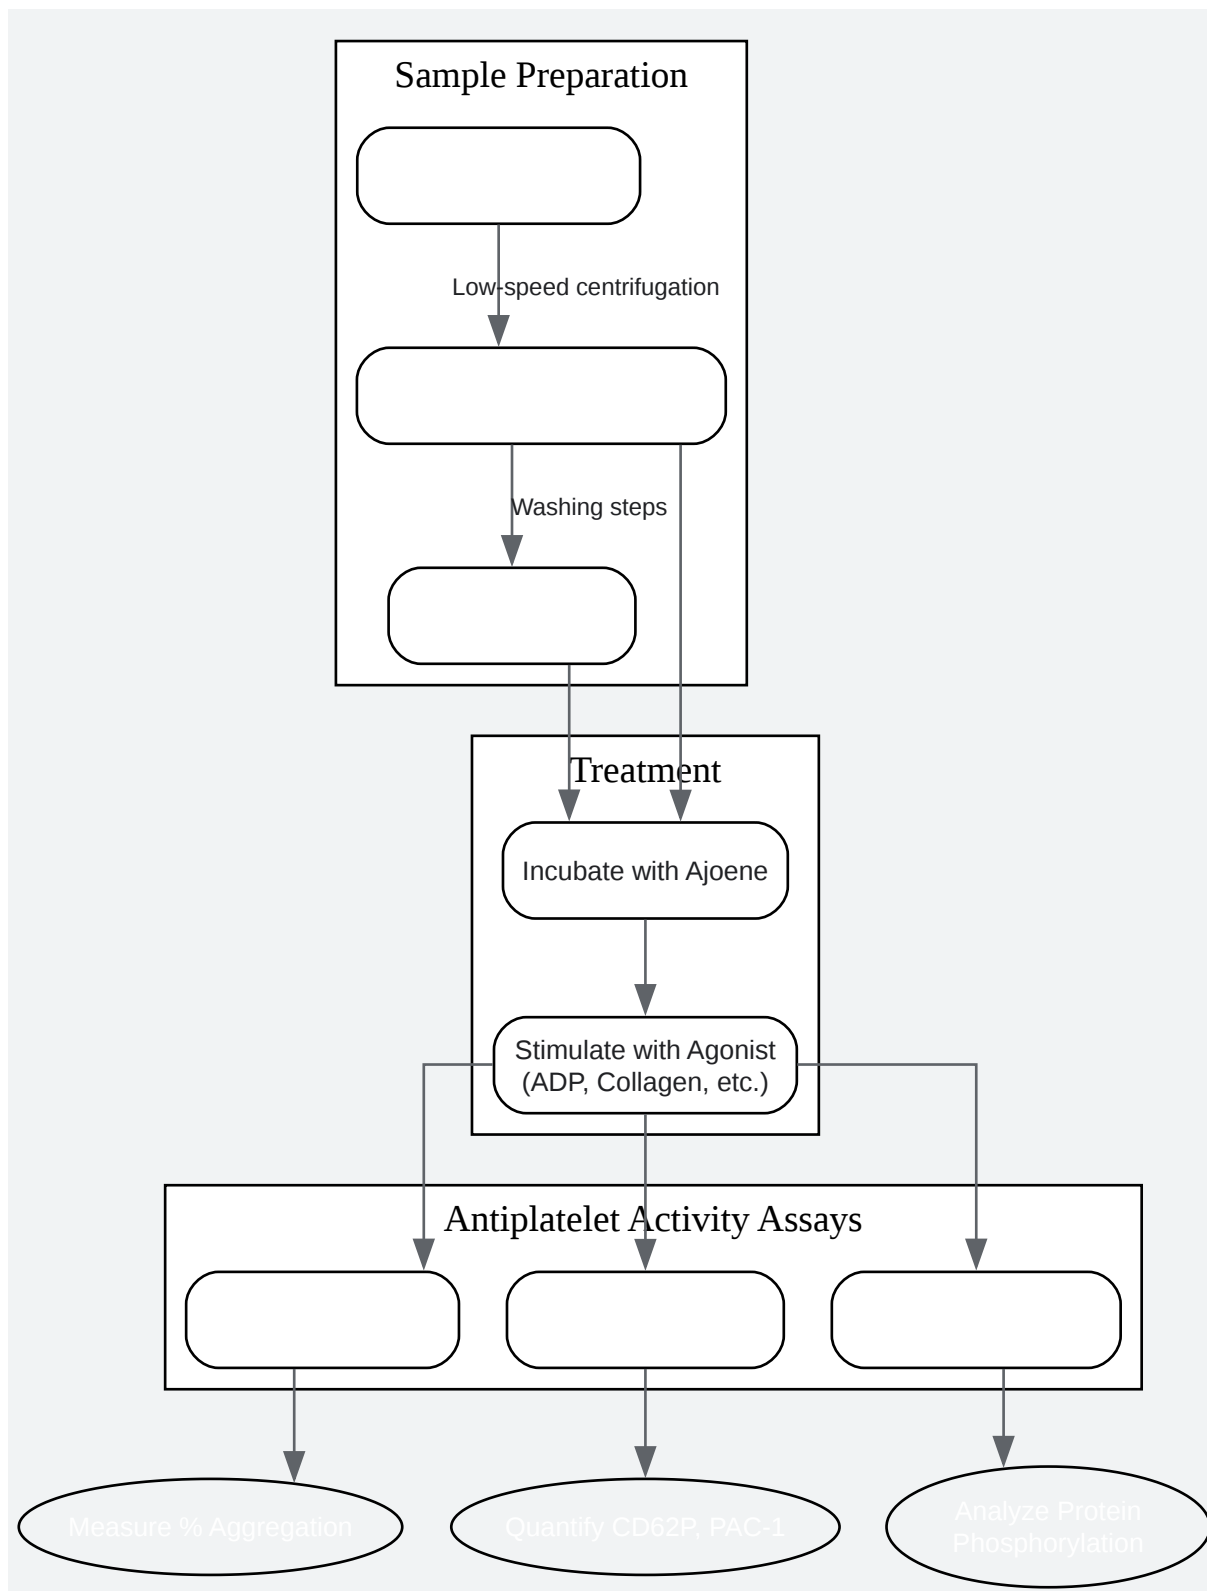 Sample Preparation
Low-speed centrifugation
Washing steps
Treatment
Incubate with Ajoene
Stimulate with Agonist
(ADP, Collagen, etc.)
Antiplatelet Activity Assays
Measure % Aggregation
Quantify CD62P, PAC-1
Analyze Protein
Phosphorylation